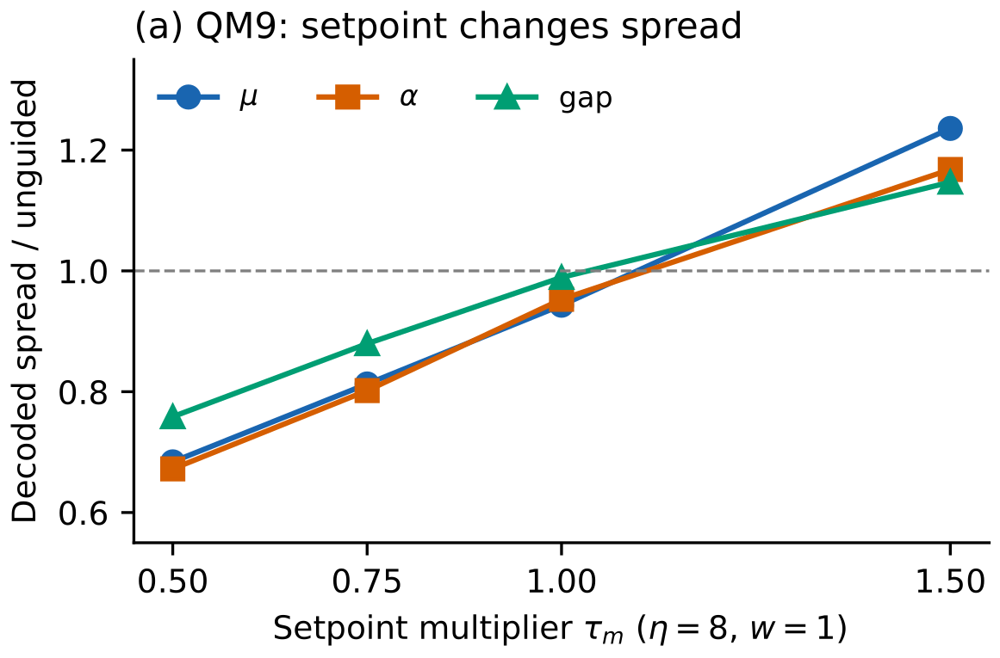 (a) QM9: setpoint changes spread
μ α gap
Decoded spread / unguided
1.2
1.0
0.8
0.6
0.50 0.75 1.00 1.50
Setpoint multiplier τₘ (η = 8, w = 1)